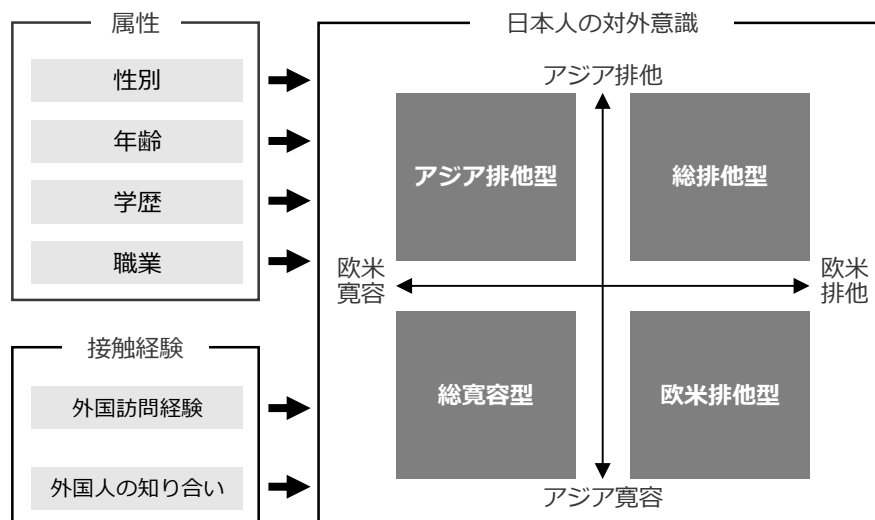 属性
性別
年齢
学歴
職業
接触経験
外国訪問経験
外国人の知り合い
日本人の対外意識
アジア排他
アジア排他型
総排他型
欧米
寛容
欧米
排他
総寛容型
欧米排他型
アジア寛容